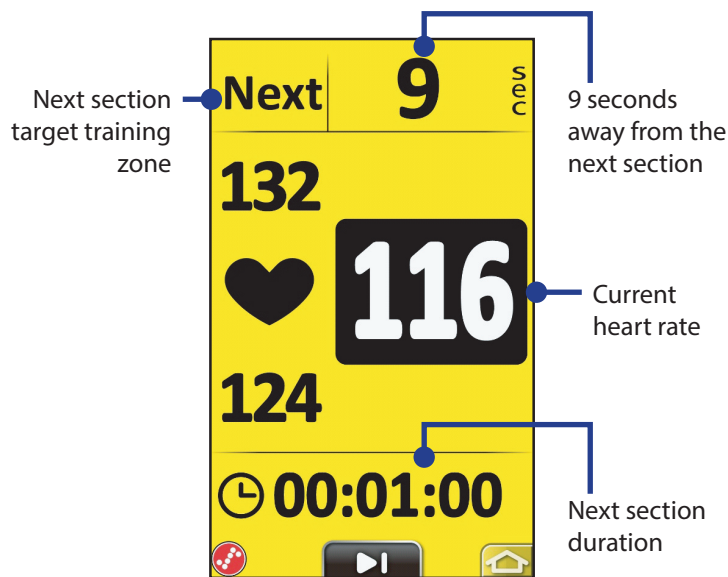 Next 9 sec
Next section
target training
zone
9 seconds
away from the
next section
132
116
Current
heart rate
124
00:01:00
Next section
duration